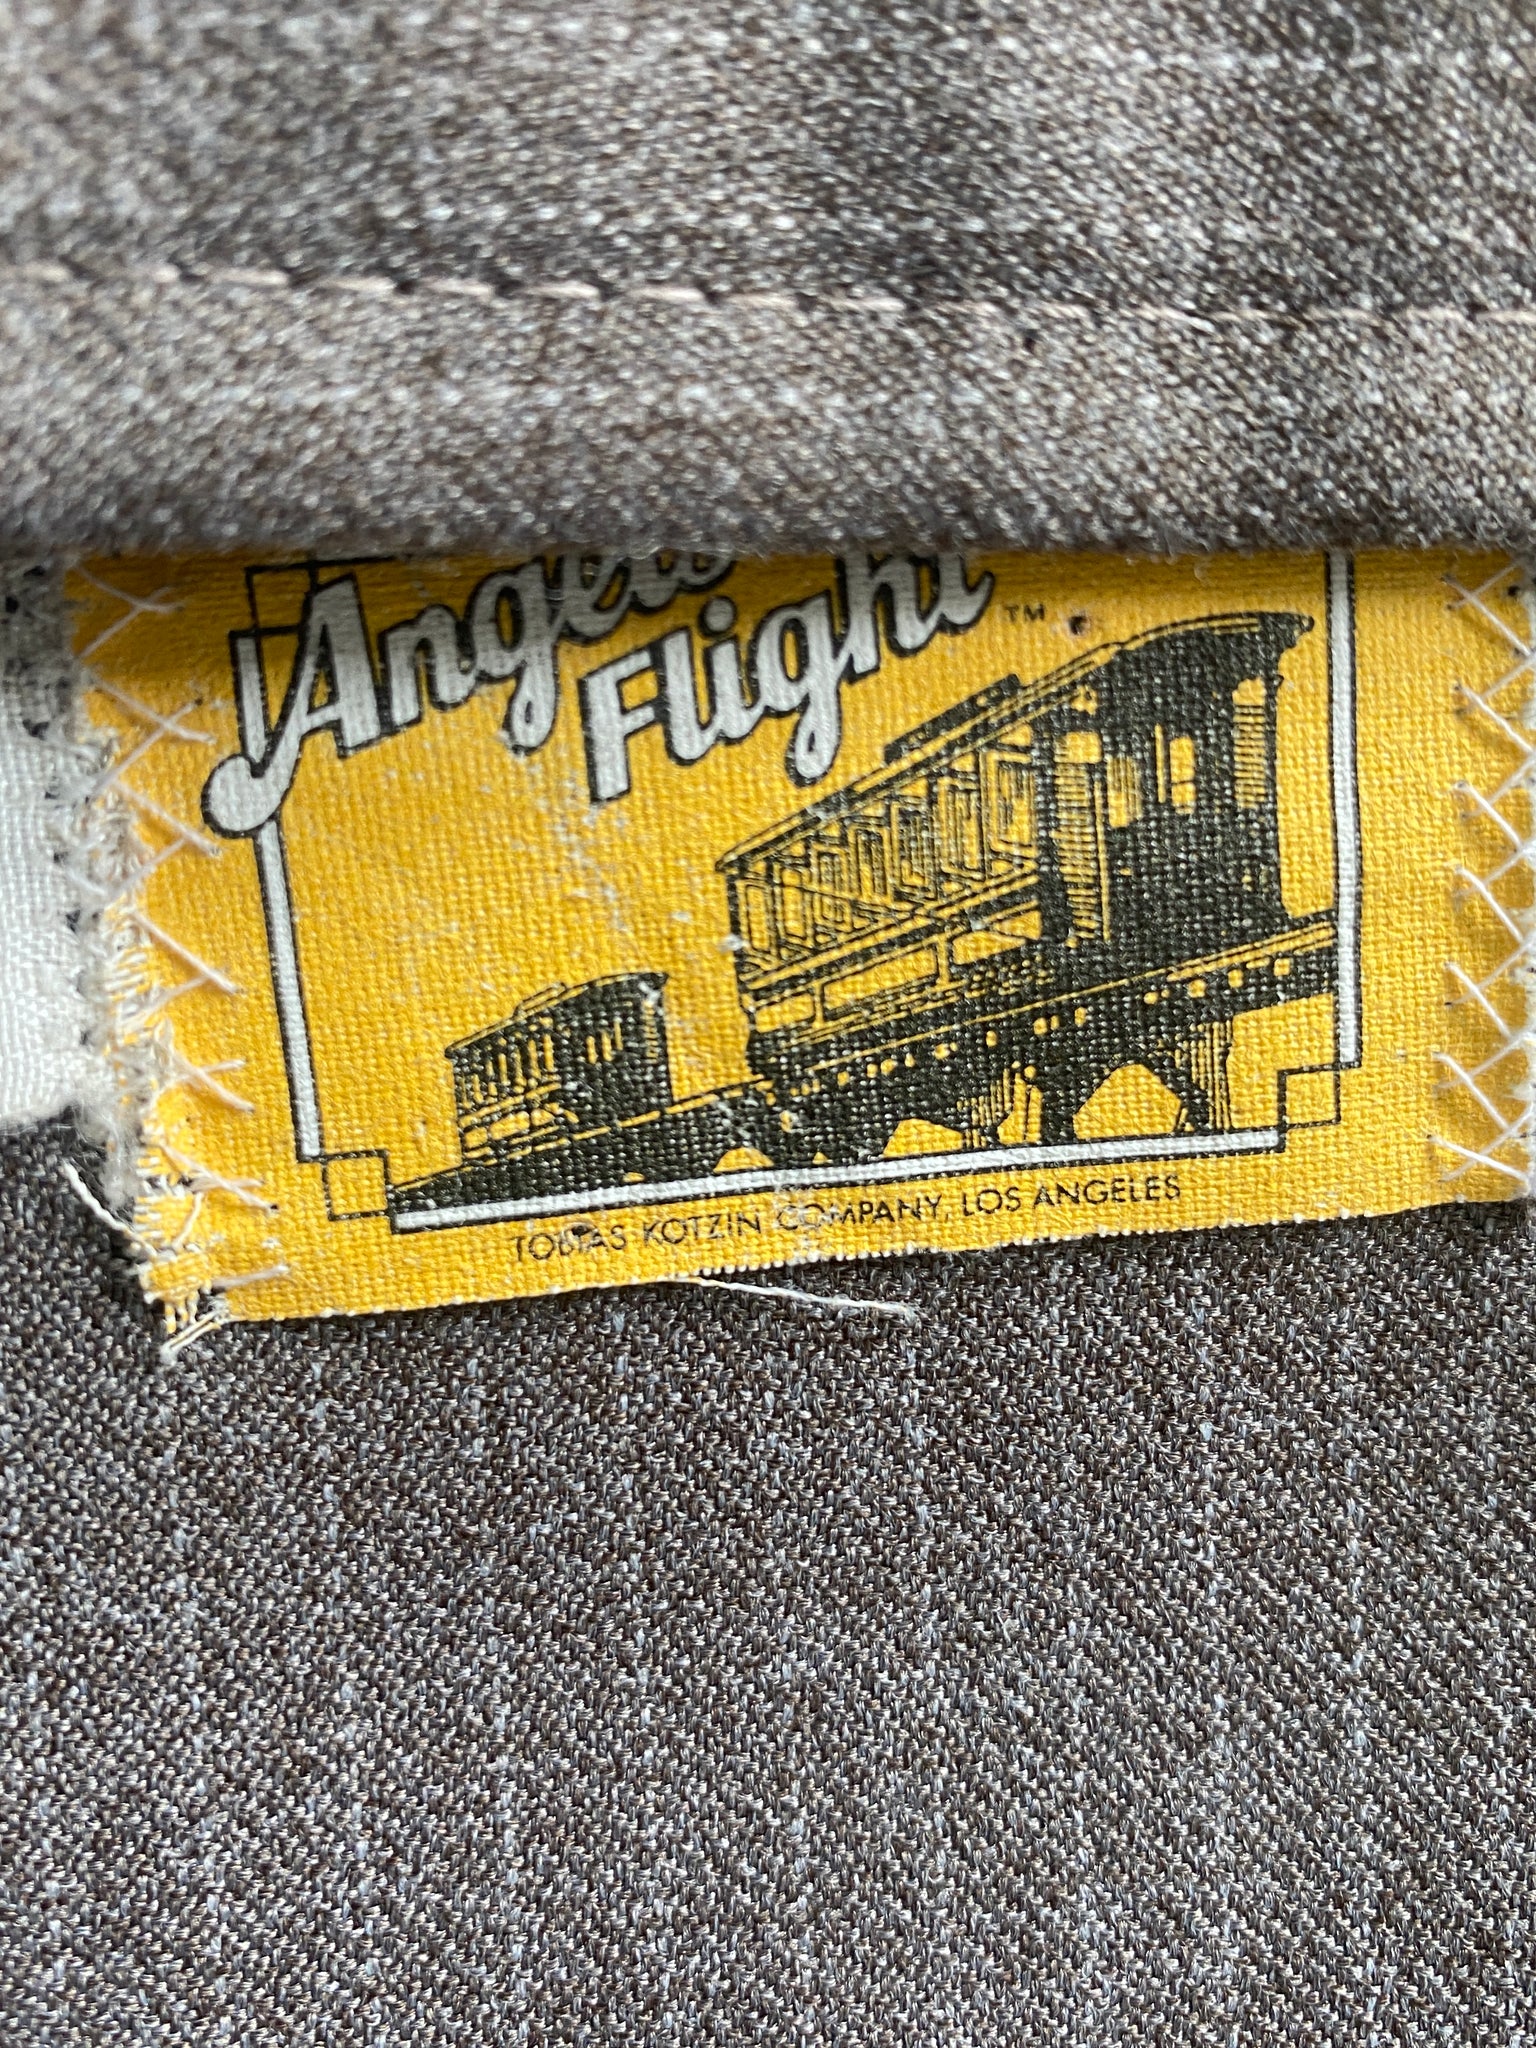 Angels
Flight ™
TOBIAS KOTZIN COMPANY, LOS ANGELES